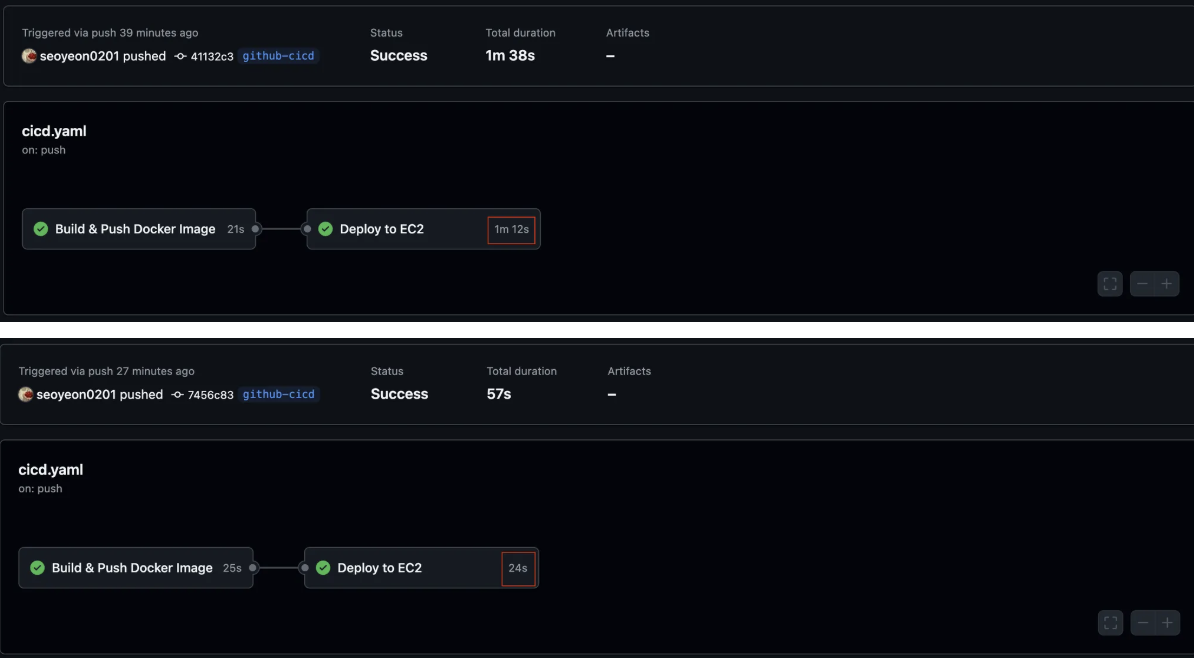 Triggered via push 39 minutes ago Status Total duration Artifacts
seoyeon0201 pushed 41132c3 github-cicd Success 1m 38s –
cicd.yaml
on: push
Build & Push Docker Image 21s Deploy to EC2 1m 12s
Triggered via push 27 minutes ago Status Total duration Artifacts
seoyeon0201 pushed 7456c83 github-cicd Success 57s –
cicd.yaml
on: push
Build & Push Docker Image 25s Deploy to EC2 24s